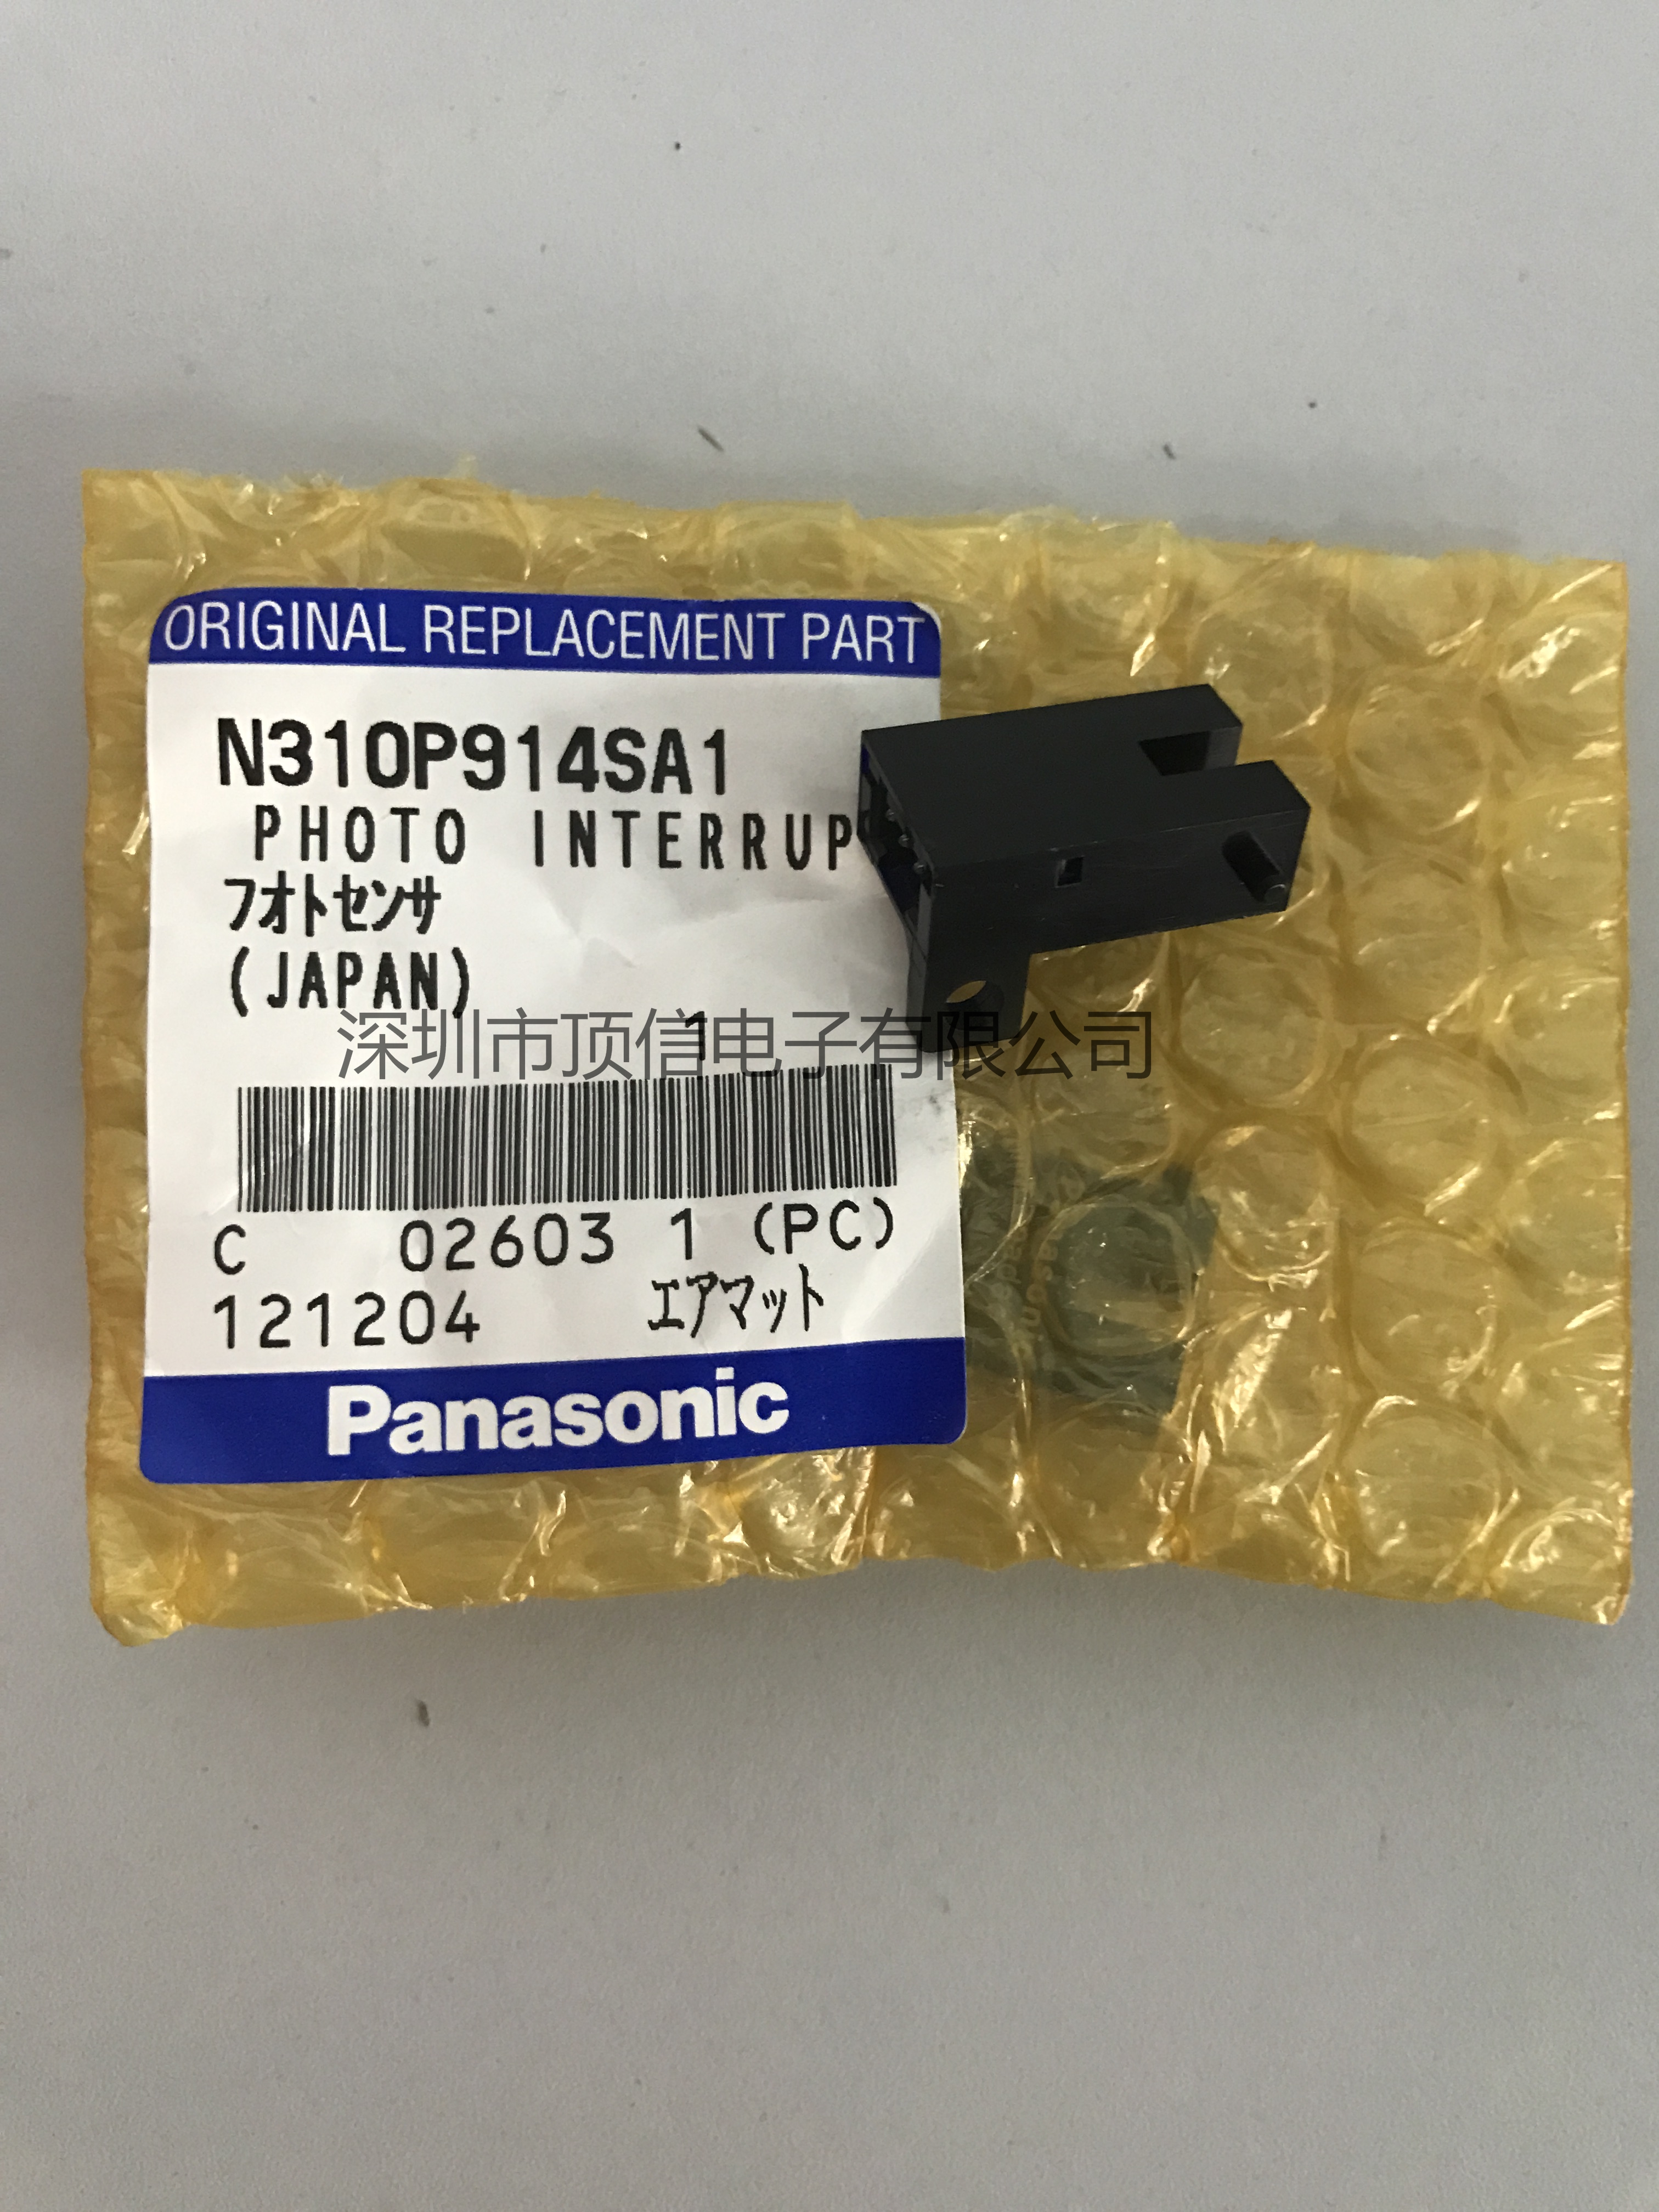 ORIGINAL REPLACEMENT PART
N310P914SA1
PHOTO INTERRUP
フオトセンサ
(JAPAN)
1
深圳市顶信电子有限公司
C 02603 1 (PC)
121204 エアマット
Panasonic